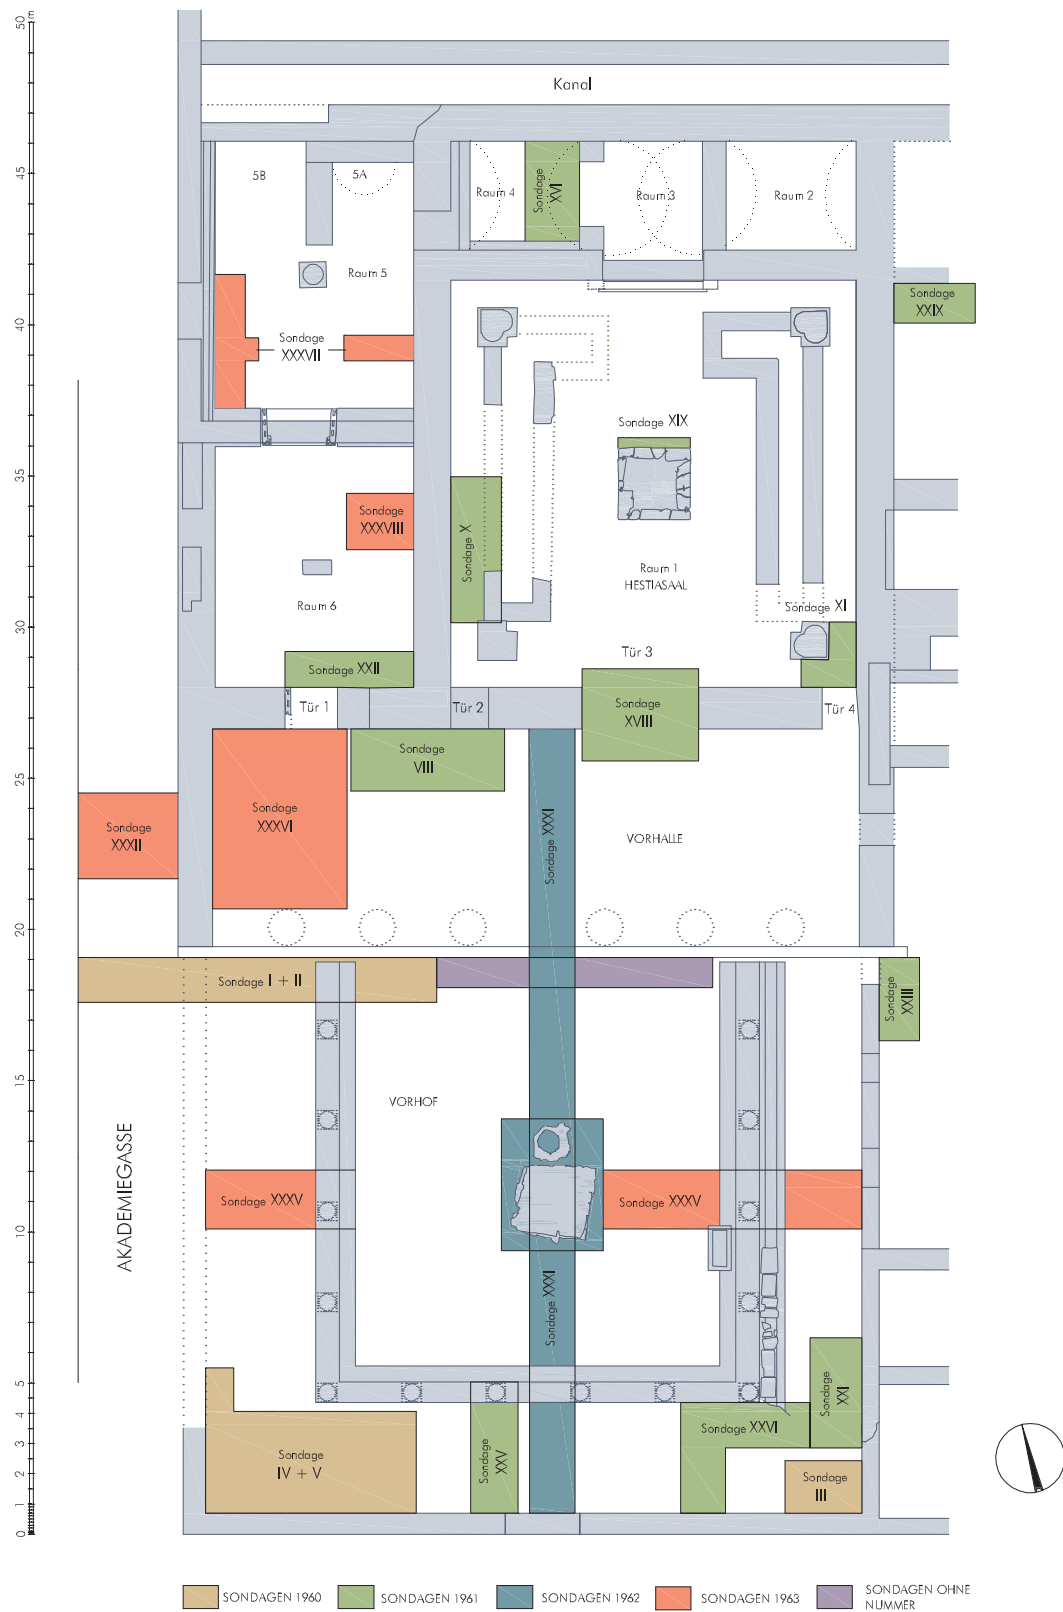 50 m
Kanal
45
5B
5A
Raum 4
Sondage
XVI
Raum 3
Raum 2
Raum 5
Sondage
XXIX
40
Sondage
XXXVII
Sondage XIX
35
Sondage
XXXVIII
Sondage X
Raum 1
HESTIASAAL
Raum 6
Sondage XI
30
Tür 3
Sondage XXII
Tür 1
Tür 2
Sondage
XVIII
Tür 4
Sondage
VIII
25
Sondage
XXXII
Sondage
XXXVI
Sondage XXXI
VORHALLE
20
Sondage I + II
Sondage
XXIII
15
VORHOF
AKADEMIEGASSE
Sondage XXXV
Sondage XXXV
10
Sondage XXXI
5
Sondage
XXI
4
Sondage XXVI
3
Sondage
IV + V
Sondage
XXV
2
Sondage
III
1
0
SONDAGEN 1960
SONDAGEN 1961
SONDAGEN 1962
SONDAGEN 1963
SONDAGEN OHNE
NUMMER